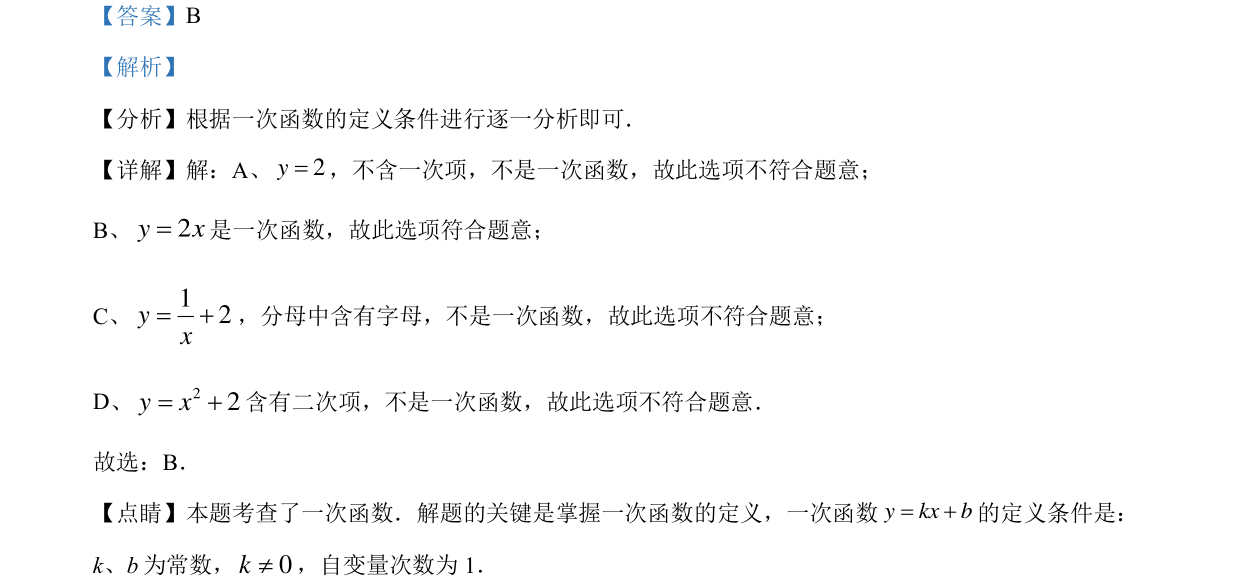 【答案】B
【解析】
【分析】根据一次函数的定义条件进行逐一分析即可.
【详解】解：A、y=2，不含一次项，不是一次函数，故此选项不符合题意；
B、y=2x是一次函数，故此选项符合题意；
C、y=1/x+2，分母中含有字母，不是一次函数，故此选项不符合题意；
D、y=x²+2含有二次项，不是一次函数，故此选项不符合题意.
故选：B.
【点睛】本题考查了一次函数.解题的关键是掌握一次函数的定义，一次函数y=kx+b的定义条件是：
k、b为常数，k≠0，自变量次数为1.